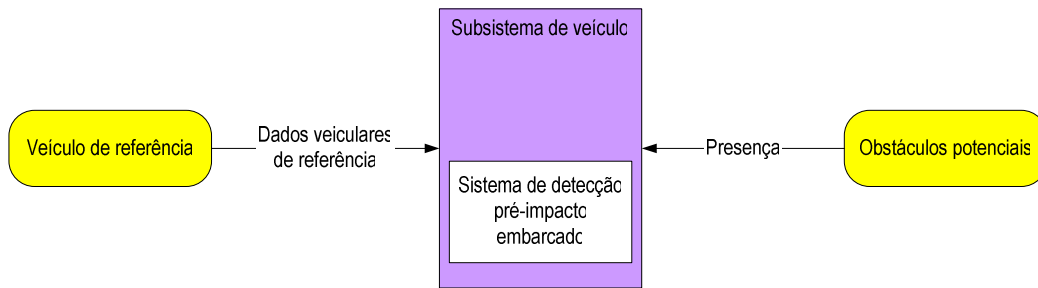 Subsistema de veículo
Veículo de referência
Dados veiculares
de referência
Presença
Obstáculos potenciais
Sistema de detecção
pré-impacto
embarcado